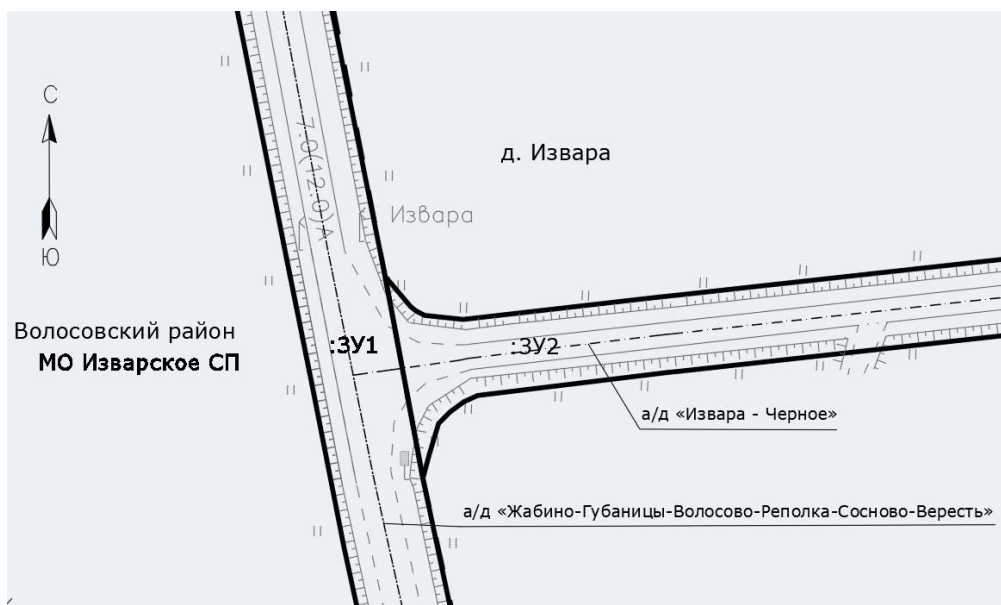 С
Ю
7.0(12.0)А
д. Извара
Извара
Волосовский район
МО Изварское СП
:ЗУ1
:ЗУ2
а/д «Извара - Черное»
а/д «Жабино-Губаницы-Волосово-Реполка-Сосново-Вересть»